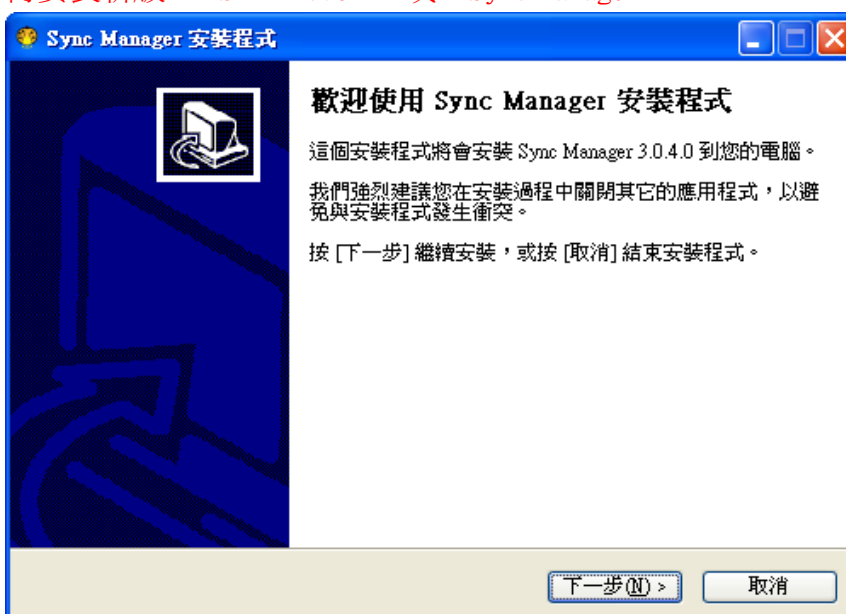 Sync Manager 安裝程式
歡迎使用 Sync Manager 安裝程式
這個安裝程式將會安裝 Sync Manager 3.0.4.0 到您的電腦。
我們強烈建議您在安裝過程中關閉其它的應用程式，以避
免與安裝程式發生衝突。
按 [下一步] 繼續安裝，或按 [取消] 結束安裝程式。
下一步(N) >
取消